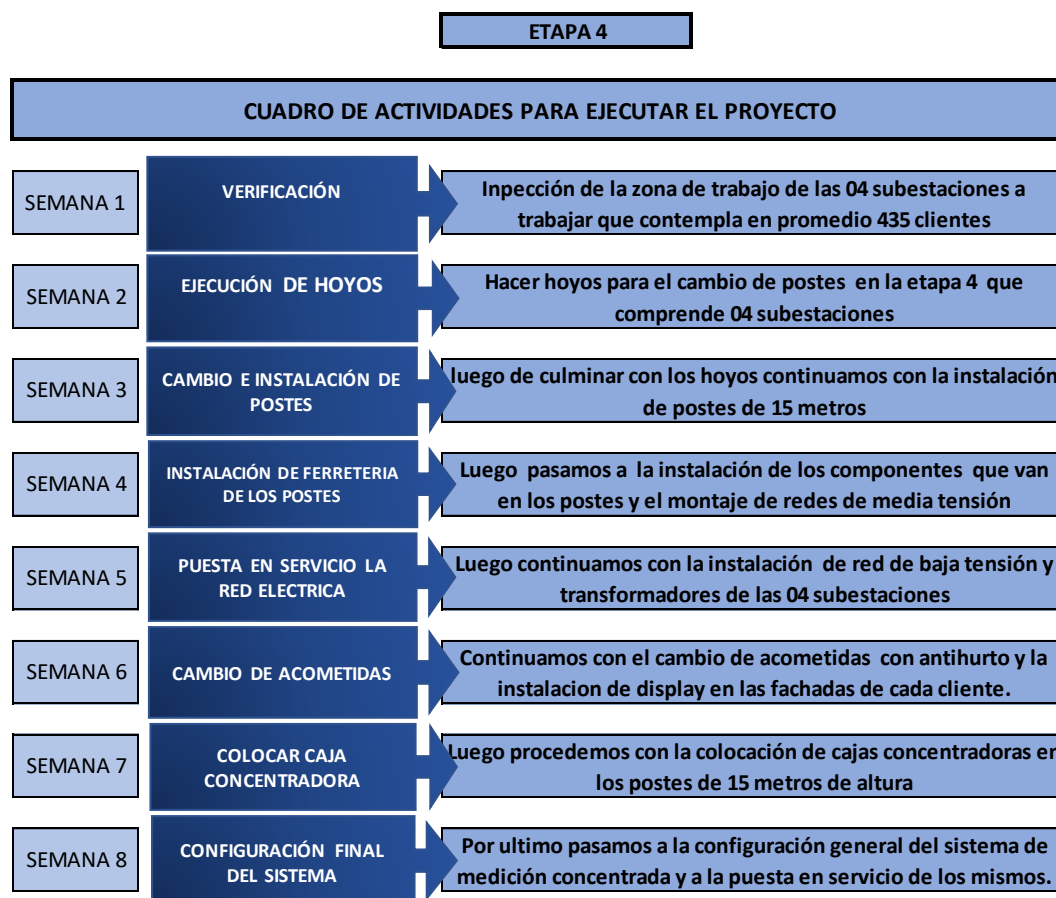 ETAPA 4
CUADRO DE ACTIVIDADES PARA EJECUTAR EL PROYECTO
SEMANA 1
VERIFICACIÓN
Inpección de la zona de trabajo de las 04 subestaciones a
trabajar que contempla en promedio 435 clientes
SEMANA 2
EJECUCIÓN DE HOYOS
Hacer hoyos para el cambio de postes en la etapa 4 que
comprende 04 subestaciones
SEMANA 3
CAMBIO E INSTALACIÓN DE
POSTES
luego de culminar con los hoyos continuamos con la instalación
de postes de 15 metros
SEMANA 4
INSTALACIÓN DE FERRETERIA
DE LOS POSTES
Luego pasamos a la instalación de los componentes que van
en los postes y el montaje de redes de media tensión
SEMANA 5
PUESTA EN SERVICIO LA
RED ELECTRICA
Luego continuamos con la instalación de red de baja tensión y
transformadores de las 04 subestaciones
SEMANA 6
CAMBIO DE ACOMETIDAS
Continuamos con el cambio de acometidas con antihurto y la
instalacion de display en las fachadas de cada cliente.
SEMANA 7
COLOCAR CAJA
CONCENTRADORA
Luego procedemos con la colocación de cajas concentradoras en
los postes de 15 metros de altura
SEMANA 8
CONFIGURACIÓN FINAL
DEL SISTEMA
Por ultimo pasamos a la configuración general del sistema de
medición concentrada y a la puesta en servicio de los mismos.